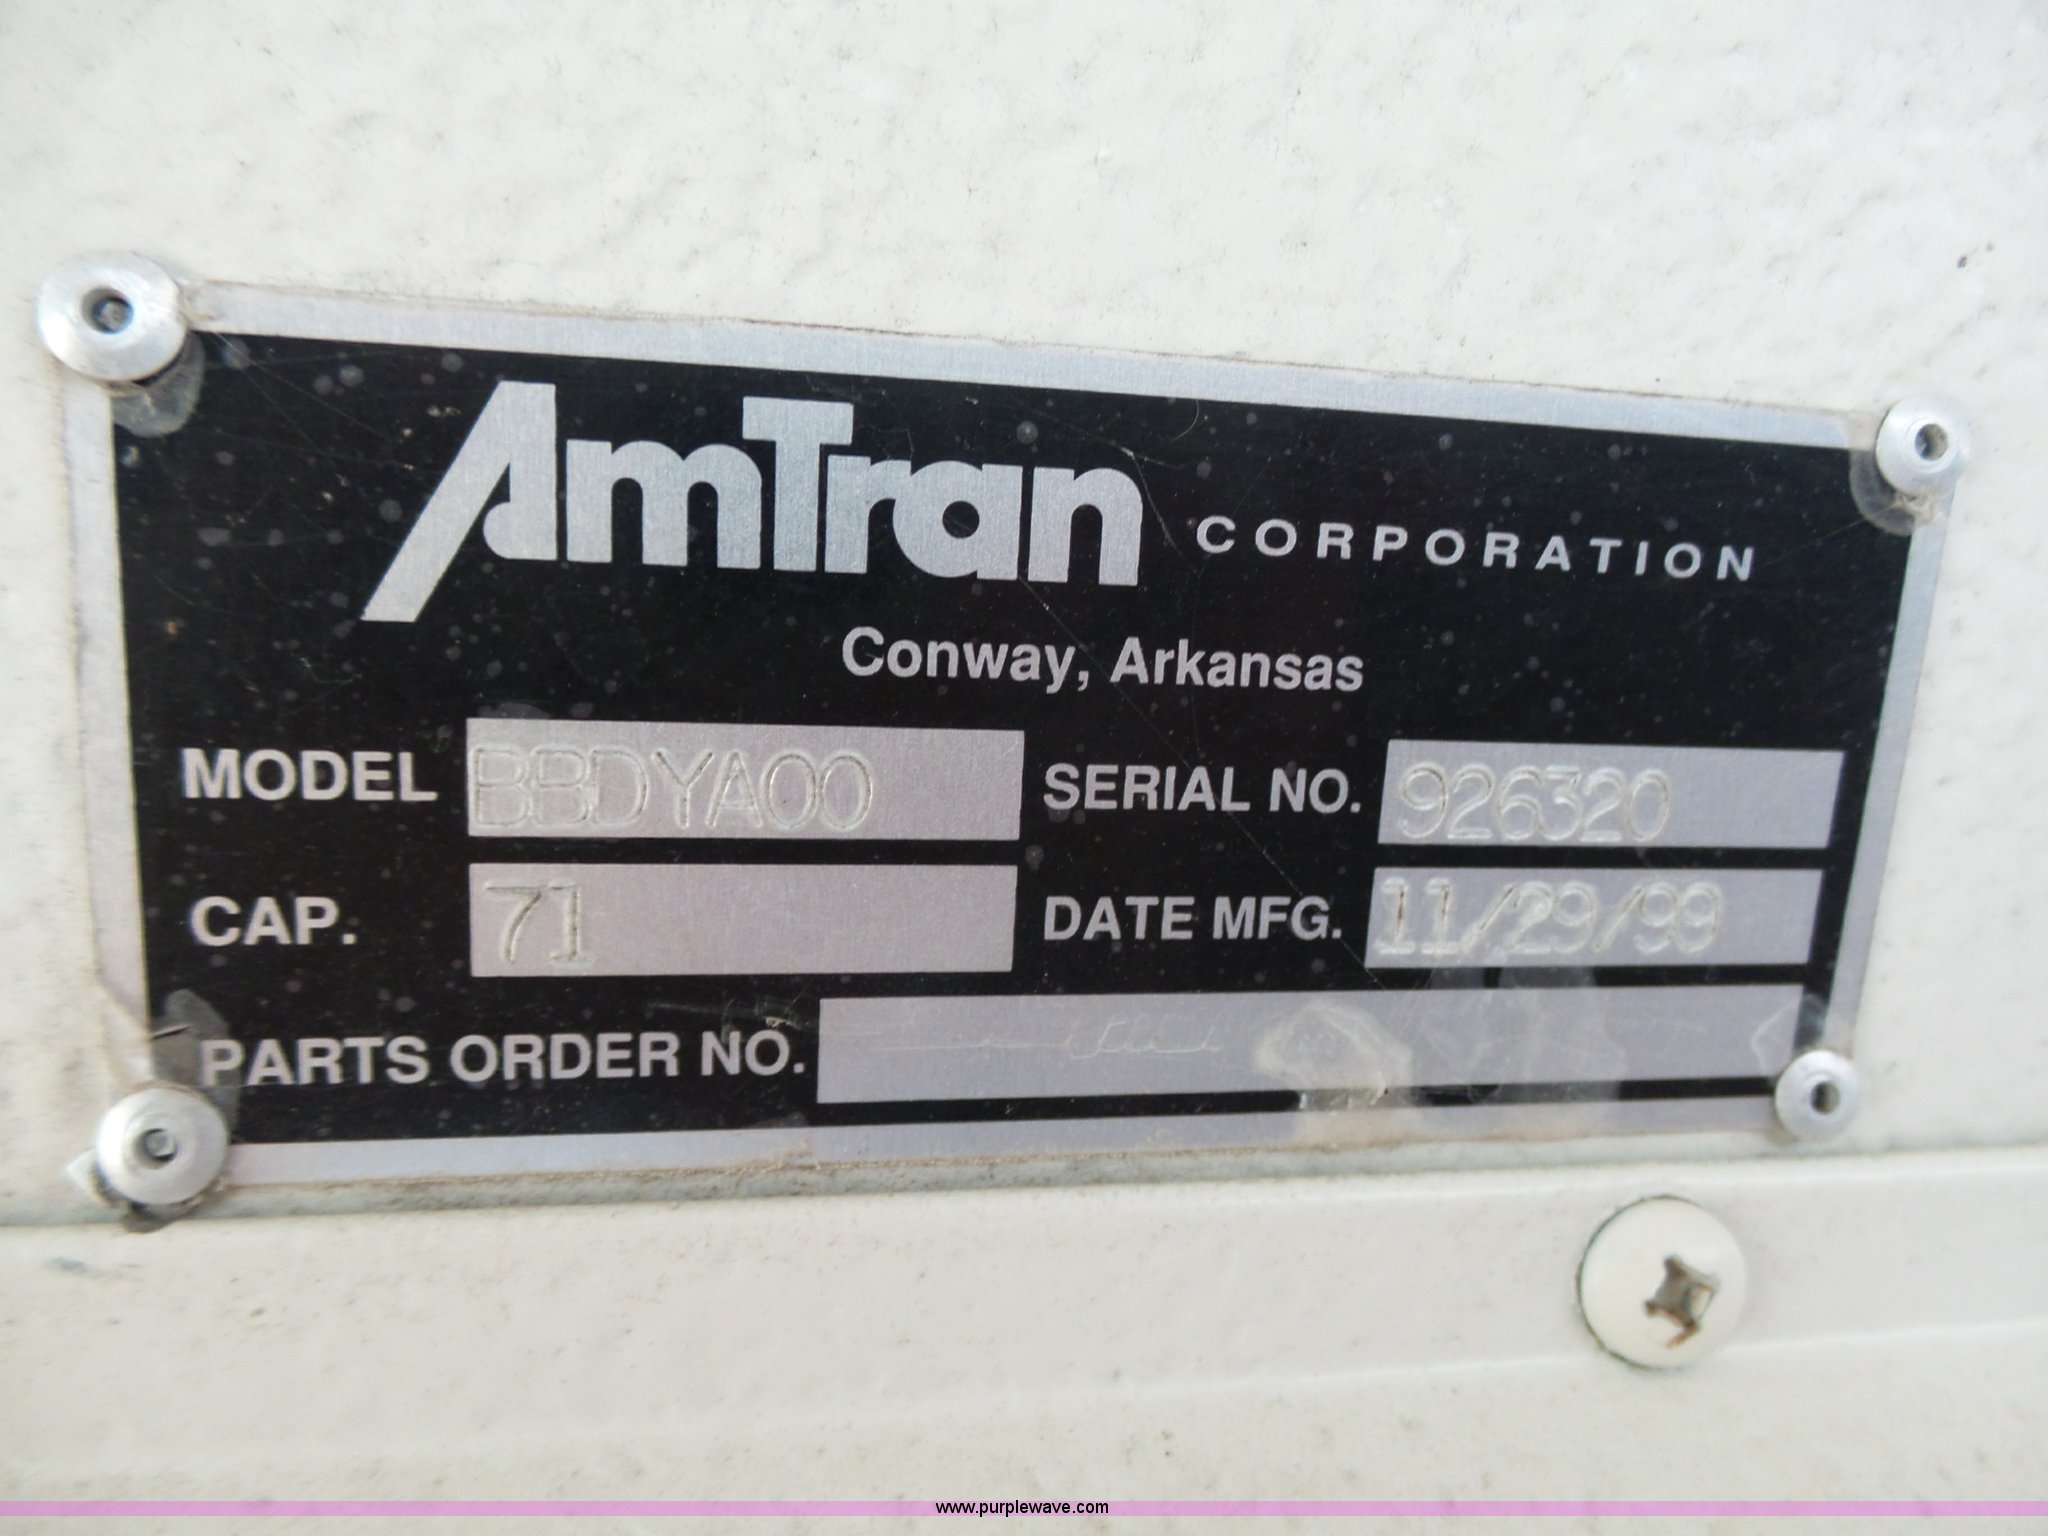 AmTran CORPORATION
Conway, Arkansas
MODEL BBDYA00 SERIAL NO. 926320
CAP. 71 DATE MFG. 11/29/99
PARTS ORDER NO.
www.purplewave.com